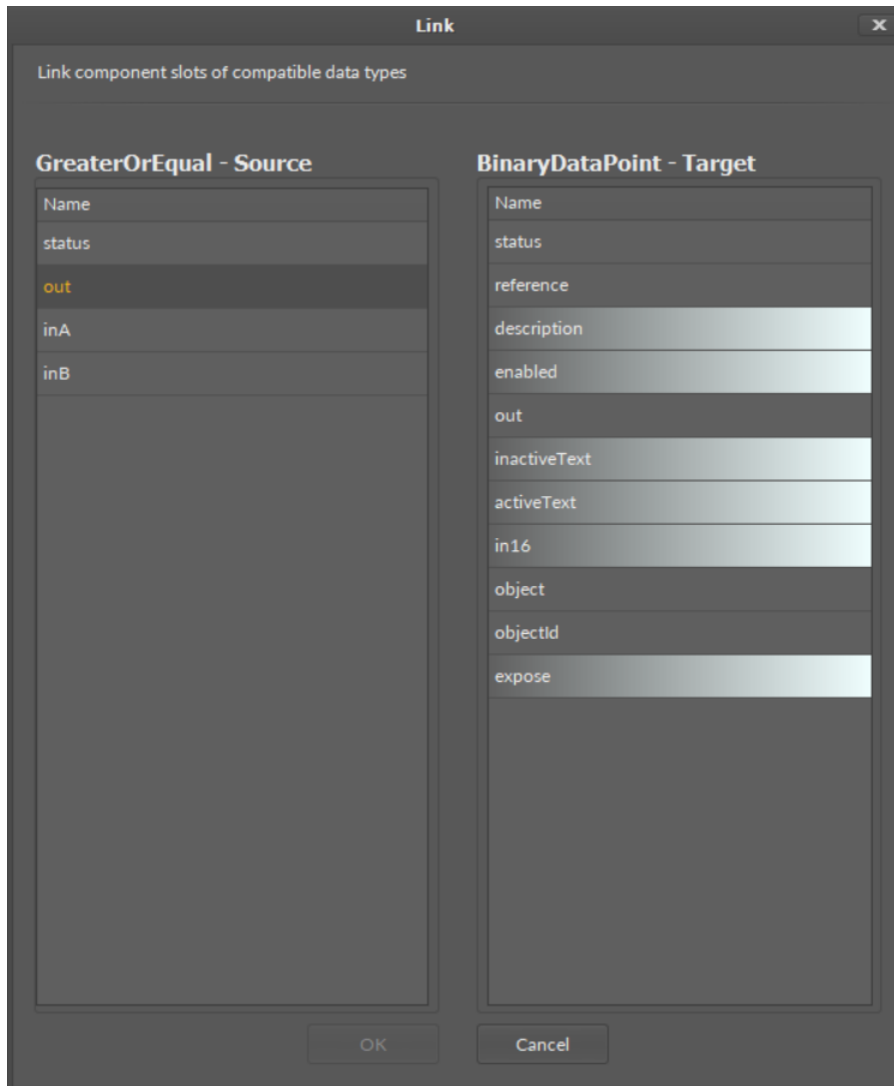 Link
x
Link component slots of compatible data types
GreaterOrEqual - Source
Name
status
out
inA
inB
BinaryDataPoint - Target
Name
status
reference
description
enabled
out
inactiveText
activeText
in16
object
objectId
expose
OK
Cancel